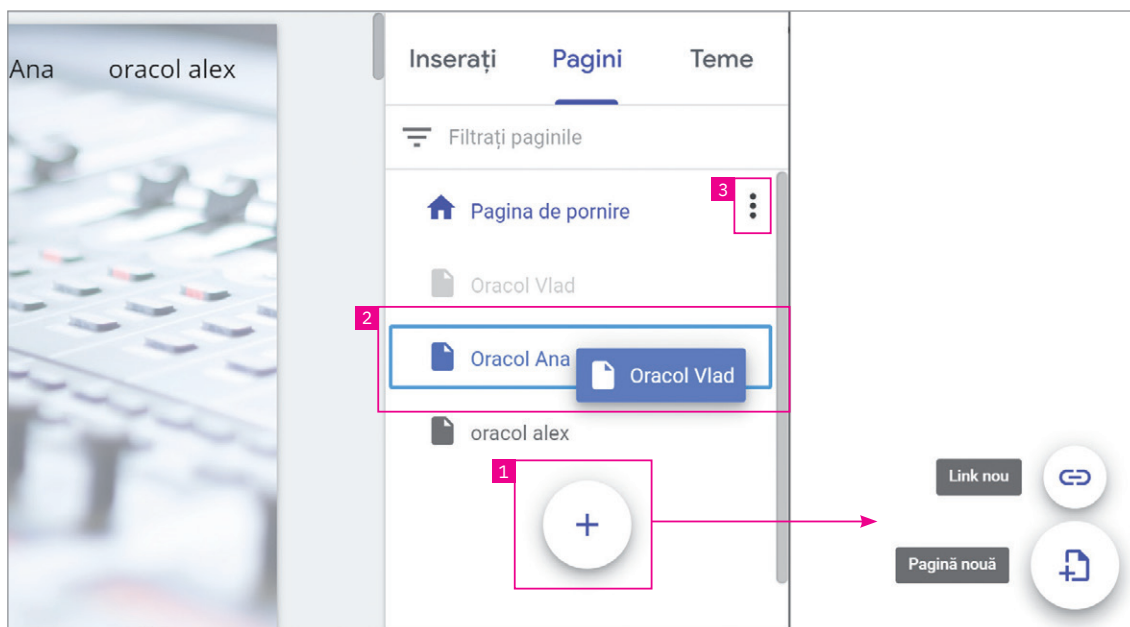 Ana oracol alex
Inserați Pagini Teme
Filtrați paginile
3
Pagina de pornire
Oracol Vlad
2
Oracol Ana
Oracol Vlad
oracol alex
1
Link nou
Pagină nouă